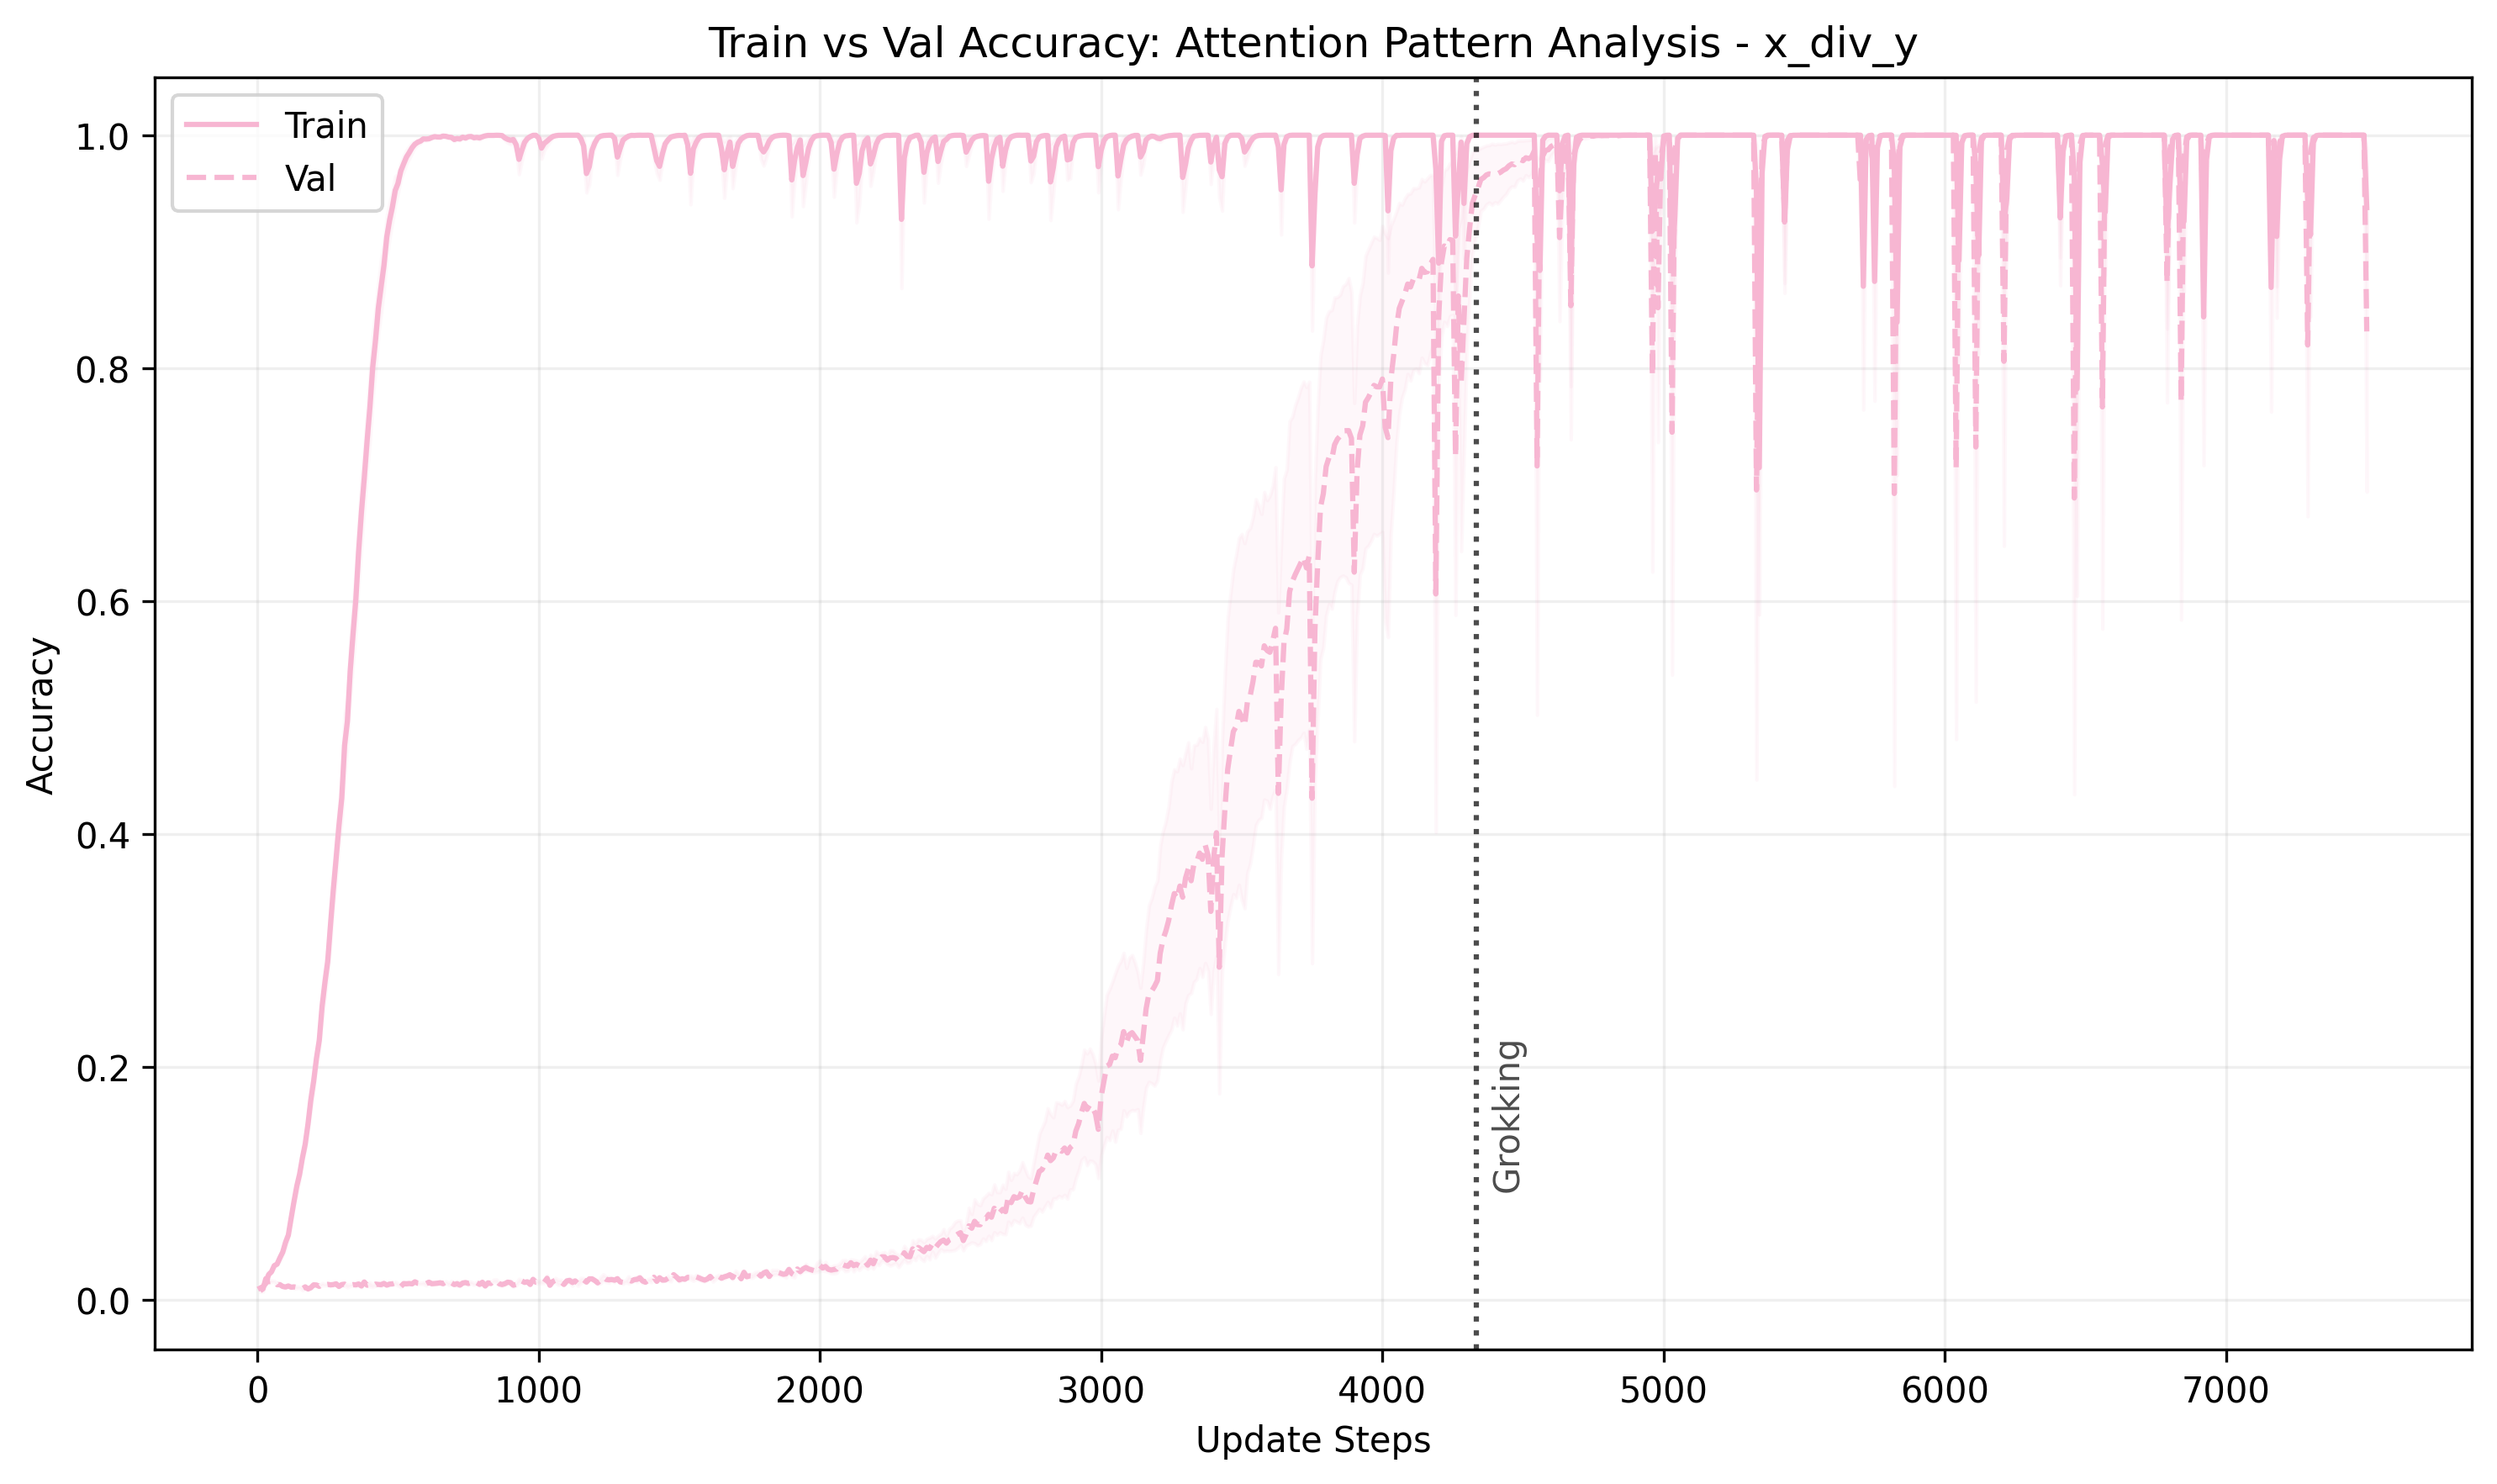 Train vs Val Accuracy: Attention Pattern Analysis - x_div_y
Train
Val
1.0
0.8
0.6
0.4
0.2
0.0
Accuracy
Grokking
0 1000 2000 3000 4000 5000 6000 7000
Update Steps